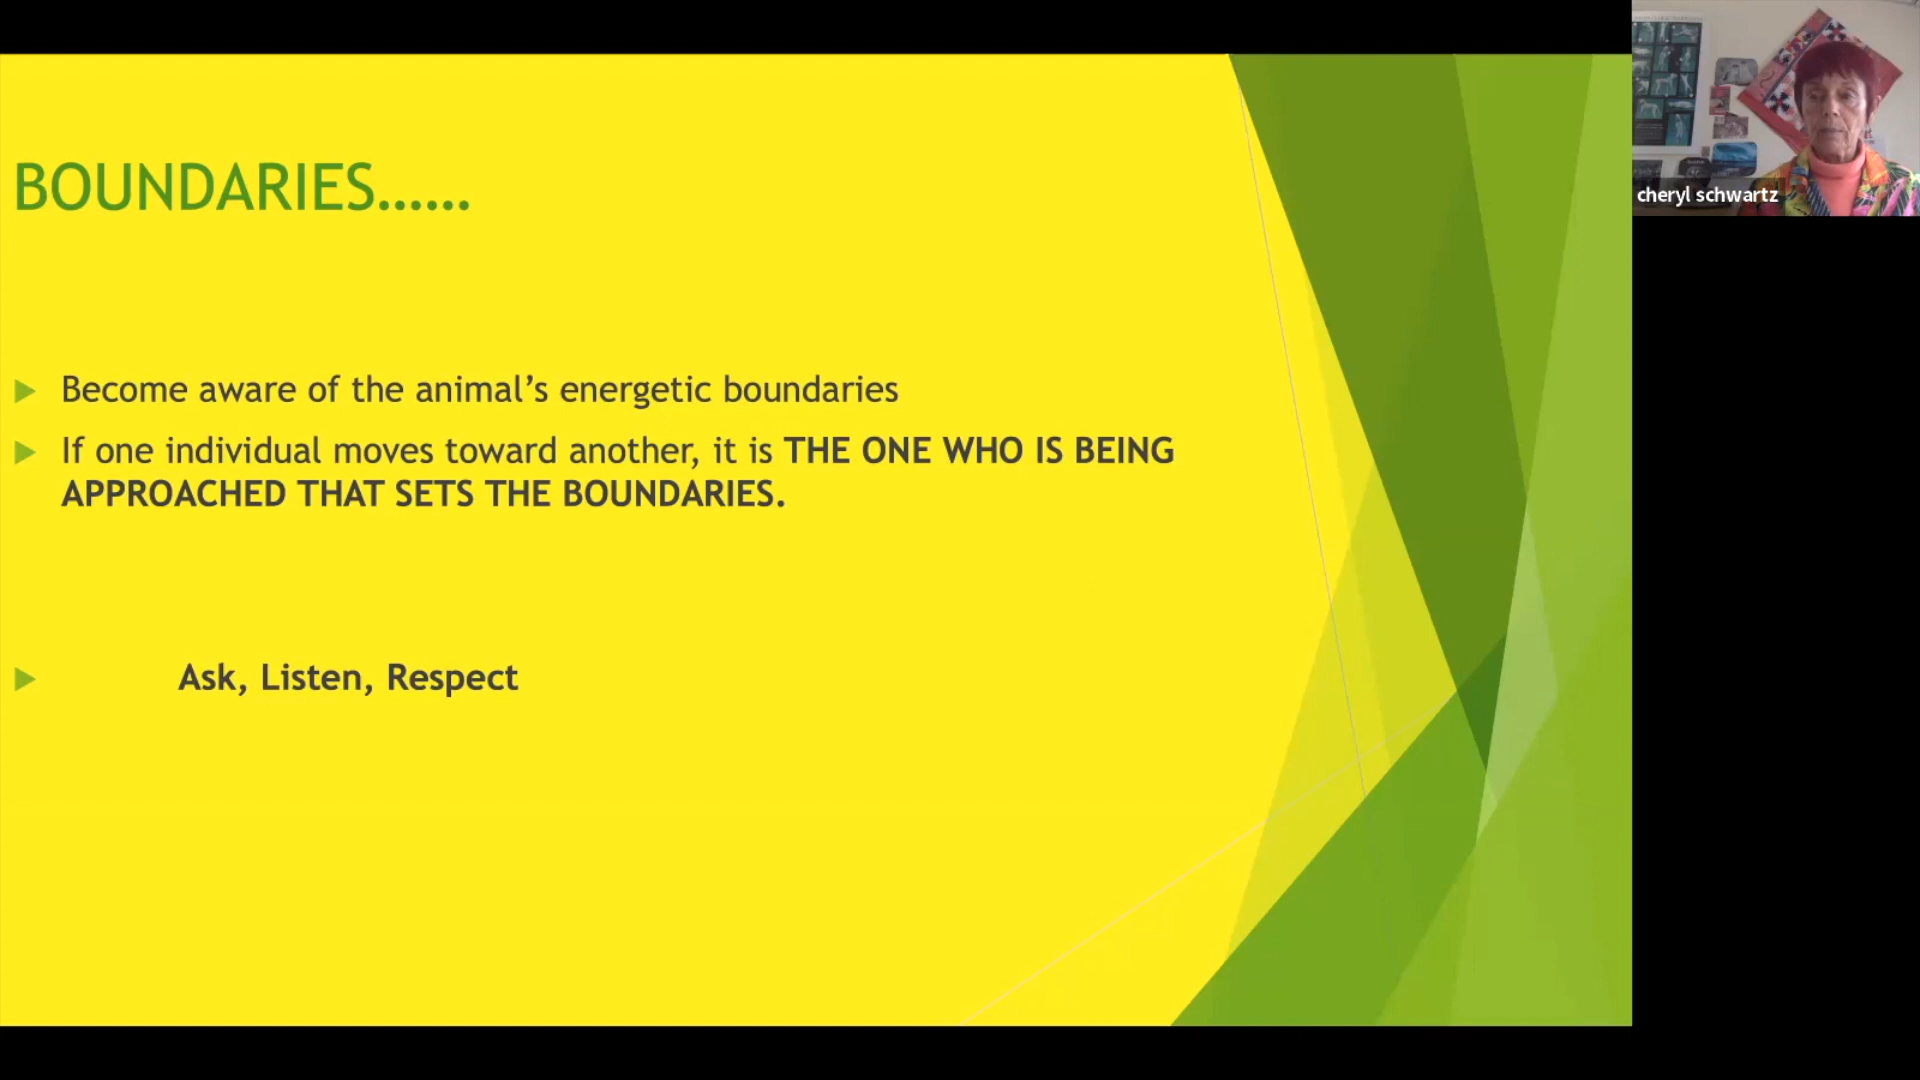 BOUNDARIES......
Become aware of the animal’s energetic boundaries
If one individual moves toward another, it is THE ONE WHO IS BEING
APPROACHED THAT SETS THE BOUNDARIES.
Ask, Listen, Respect
cheryl schwartz